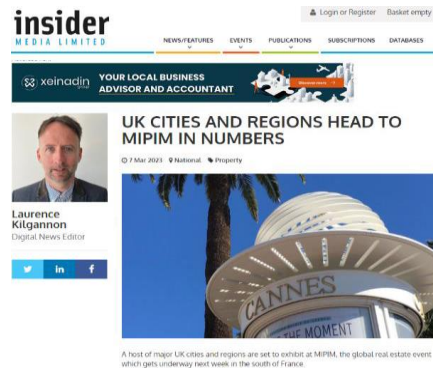 insider
MEDIA LIMITED
Login or Register Basket empty
NEWS/FEATURES EVENTS PUBLICATIONS SUBSCRIPTIONS DATABASES
xeinadin group
YOUR LOCAL BUSINESS
ADVISOR AND ACCOUNTANT
UK CITIES AND REGIONS HEAD TO
MIPIM IN NUMBERS
7 Mar 2023 National Property
Laurence
Kilgannon
Digital News Editor
in f
CANNES
THE MOMENT
A host of major UK cities and regions are set to exhibit at MIPIM, the global real estate event
which gets underway next week in the south of France.